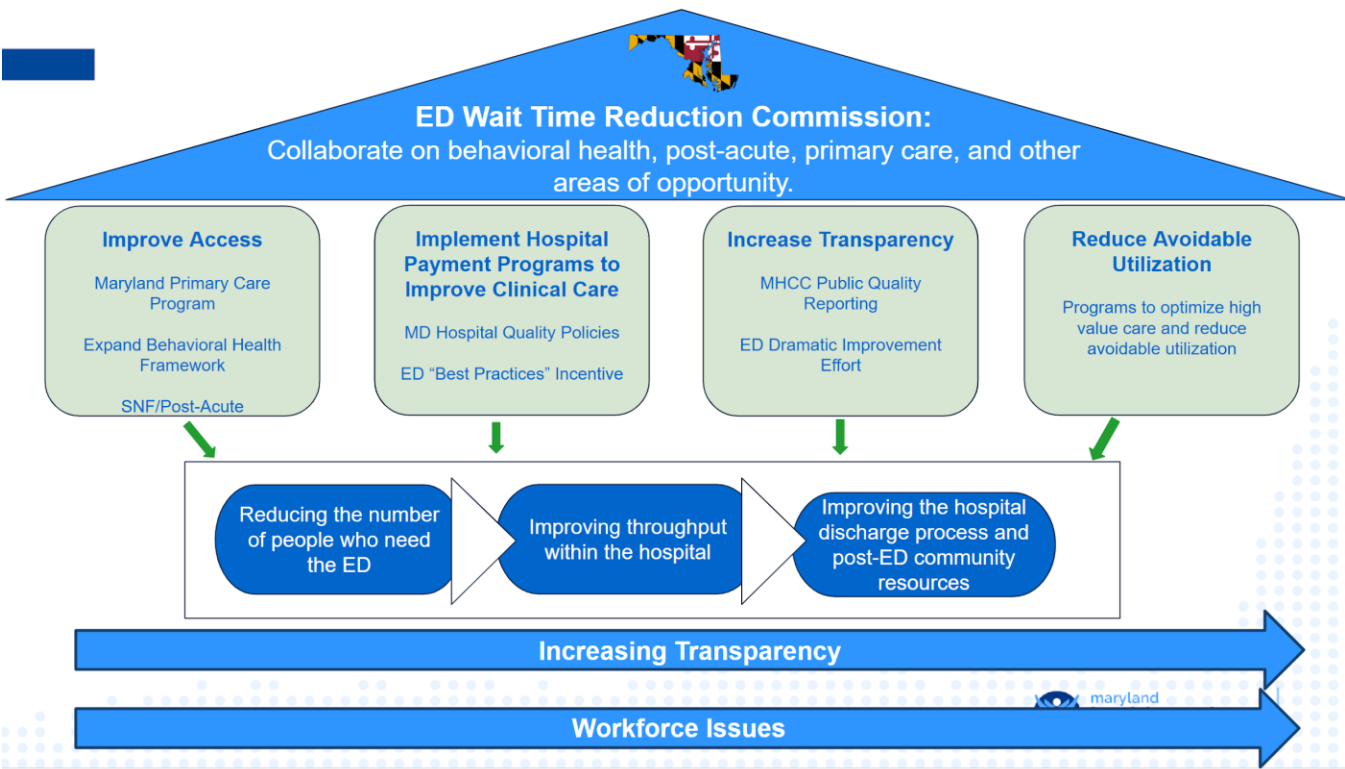 ED Wait Time Reduction Commission:
Collaborate on behavioral health, post-acute, primary care, and other
areas of opportunity.
Improve Access
Maryland Primary Care
Program
Expand Behavioral Health
Framework
SNF/Post-Acute
Implement Hospital
Payment Programs to
Improve Clinical Care
MD Hospital Quality Policies
ED “Best Practices” Incentive
Increase Transparency
MHCC Public Quality
Reporting
ED Dramatic Improvement
Effort
Reduce Avoidable
Utilization
Programs to optimize high
value care and reduce
avoidable utilization
Reducing the number
of people who need
the ED
Improving throughput
within the hospital
Improving the hospital
discharge process and
post-ED community
resources
Increasing Transparency
maryland
Workforce Issues